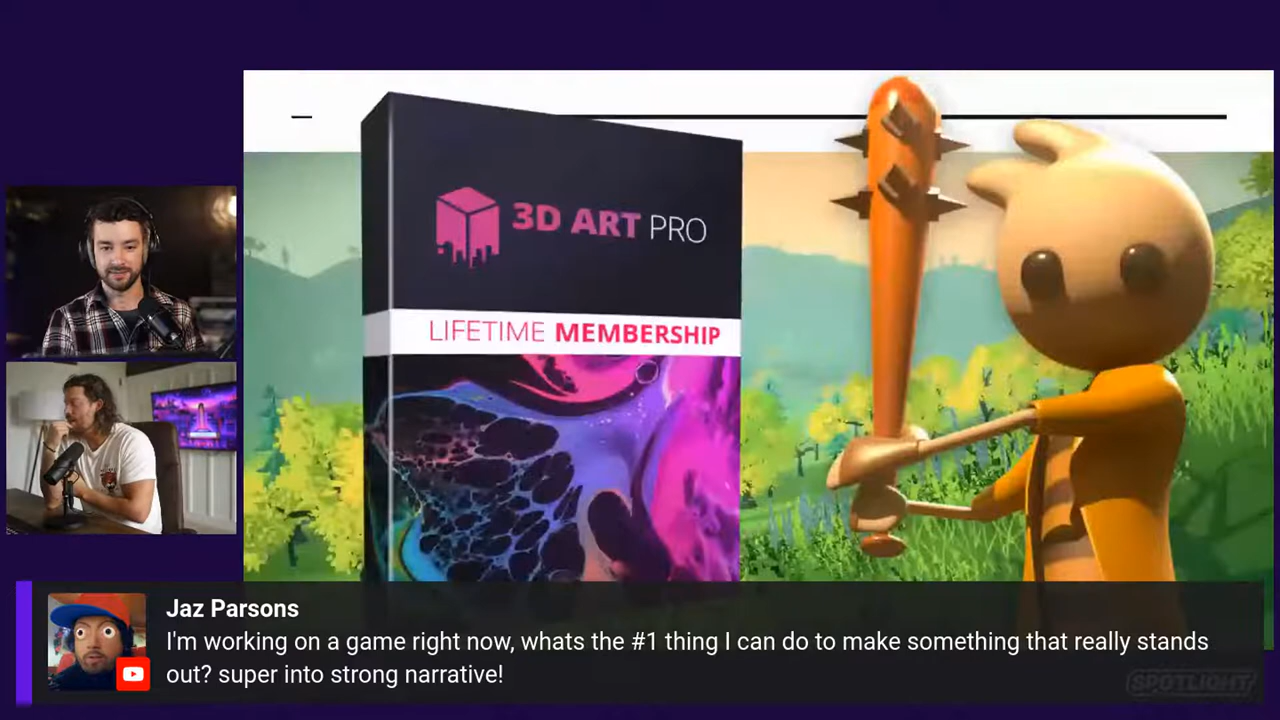 3D ART PRO
LIFETIME MEMBERSHIP
Jaz Parsons
I'm working on a game right now, whats the #1 thing I can do to make something that really stands
out? super into strong narrative!
SPOTLIGHT